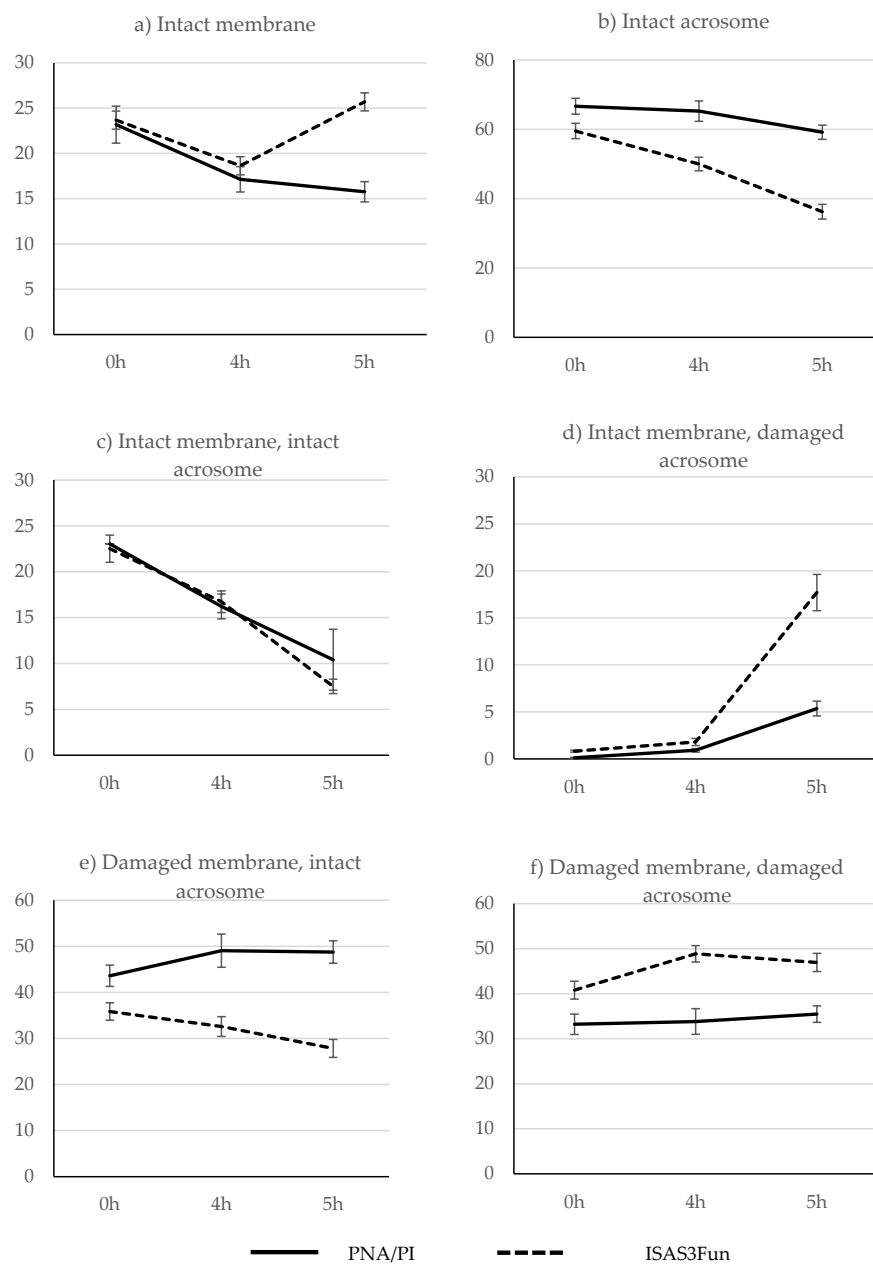 a) Intact membrane
30
25
20
15
10
5
0
0h 4h 5h
b) Intact acrosome
80
60
40
20
0
0h 4h 5h
c) Intact membrane, intact
acrosome
30
25
20
15
10
5
0
0h 4h 5h
d) Intact membrane, damaged
acrosome
30
25
20
15
10
5
0
0h 4h 5h
e) Damaged membrane, intact
acrosome
60
50
40
30
20
10
0
0h 4h 5h
f) Damaged membrane, damaged
acrosome
60
50
40
30
20
10
0
0h 4h 5h
PNA/PI ISAS3Fun